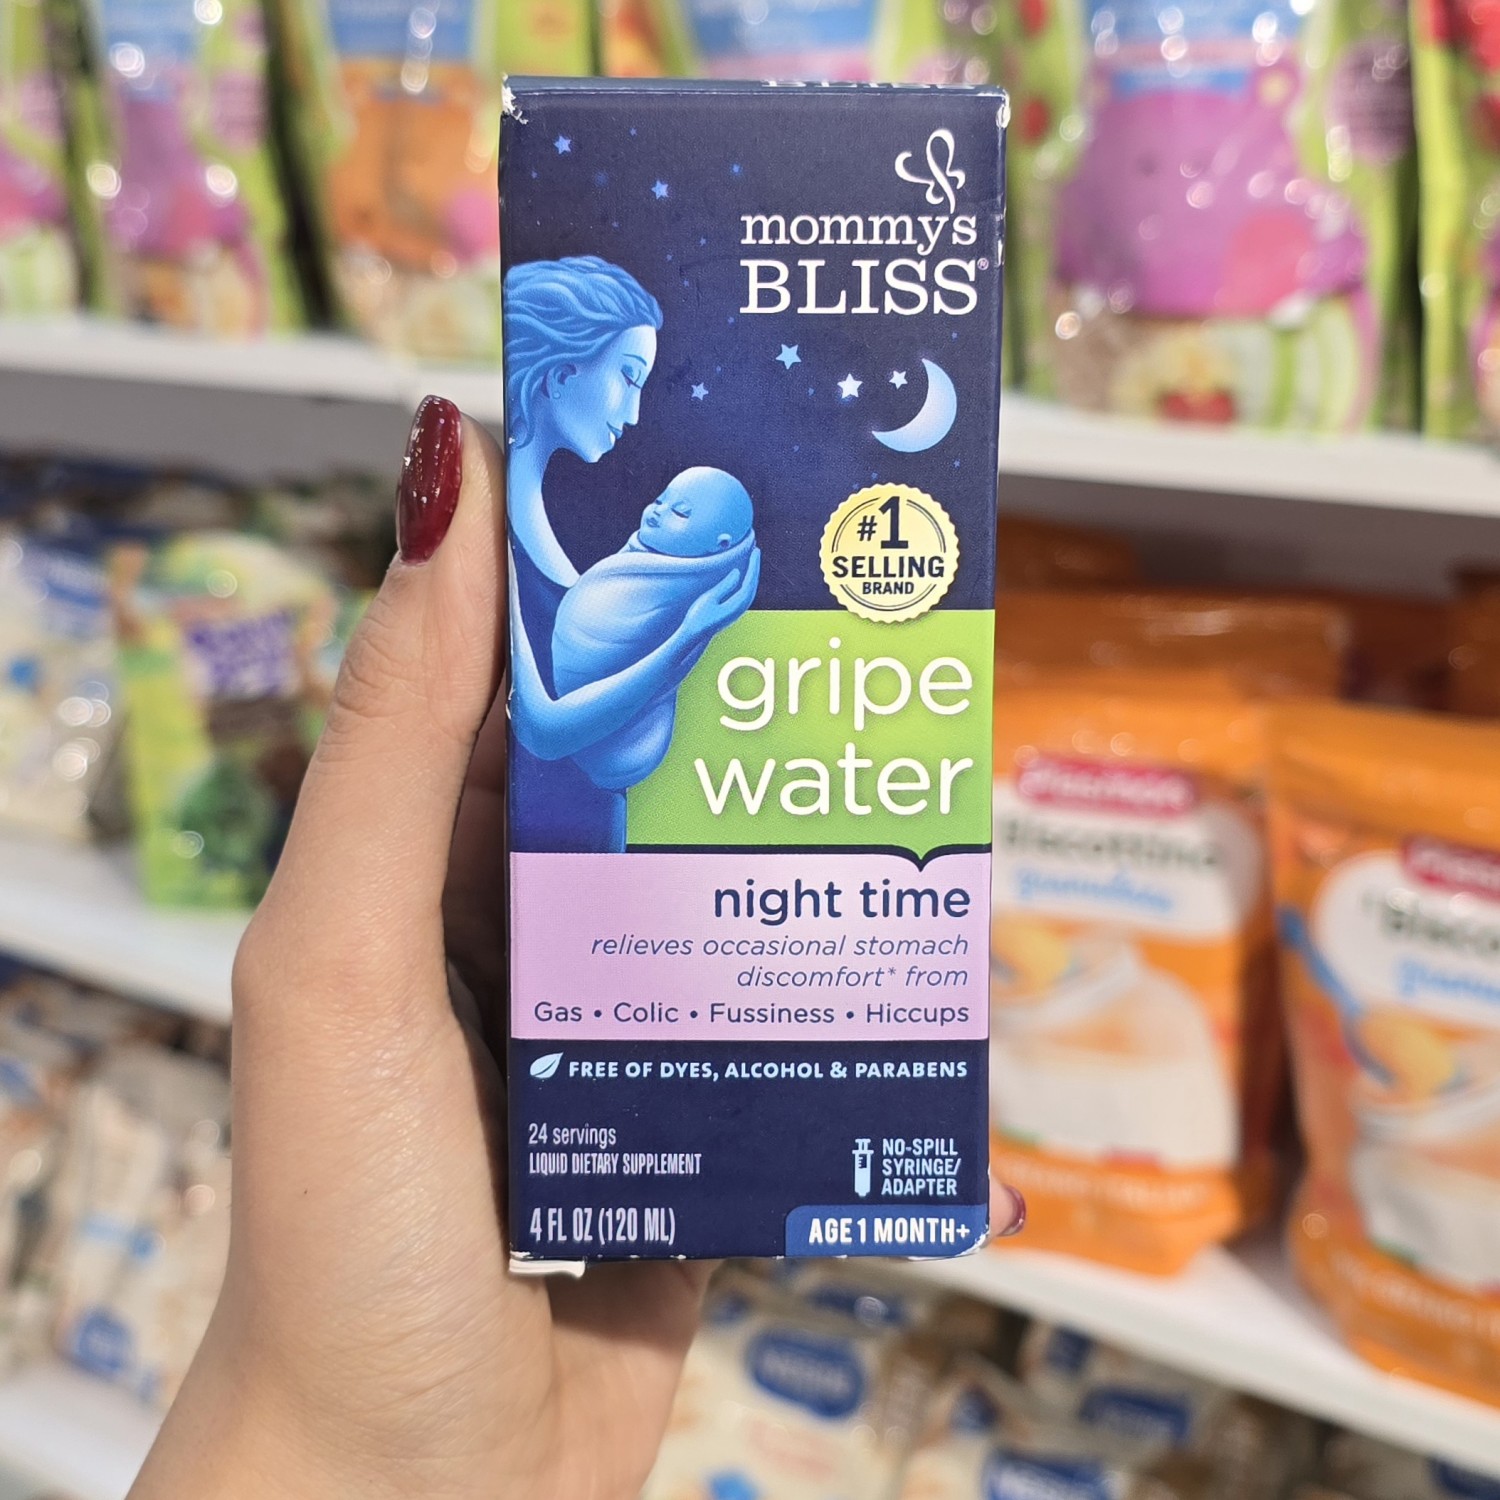 mommy's
BLISS®
#1
SELLING
BRAND
gripe
water
night time
relieves occasional stomach
discomfort* from
Gas • Colic • Fussiness • Hiccups
FREE OF DYES, ALCOHOL & PARABENS
24 servings
LIQUID DIETARY SUPPLEMENT
4 FL OZ (120 ML)
NO-SPILL
SYRINGE/
ADAPTER
AGE 1 MONTH+